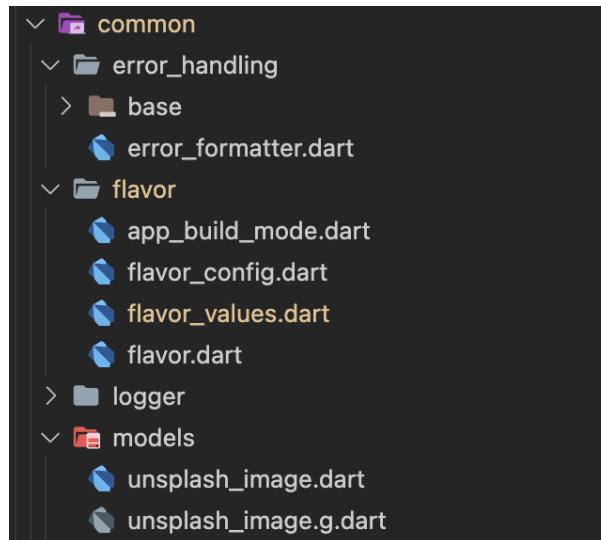 common
error_handling
base
error_formatter.dart
flavor
app_build_mode.dart
flavor_config.dart
flavor_values.dart
flavor.dart
logger
models
unsplash_image.dart
unsplash_image.g.dart